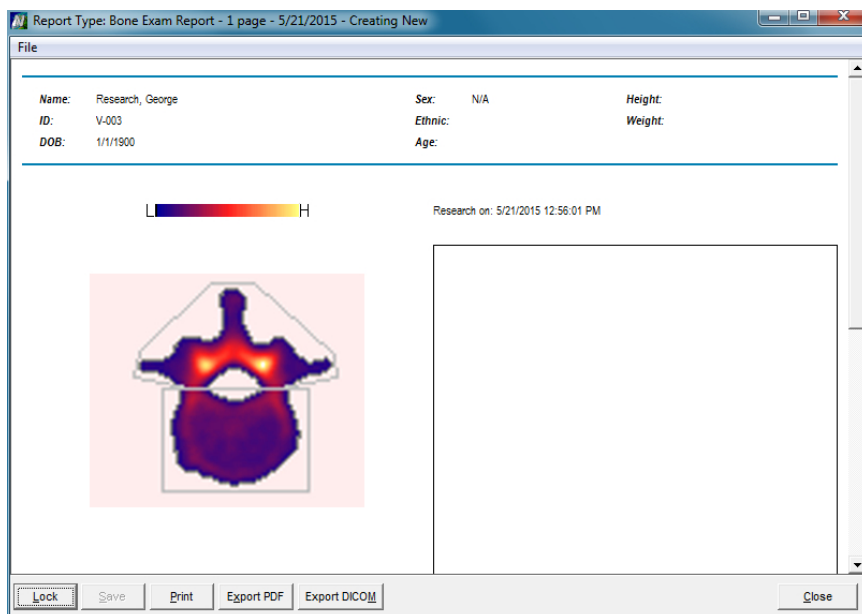 Report Type: Bone Exam Report - 1 page - 5/21/2015 - Creating New
File
Name: Research, George Sex: N/A Height:
ID: V-003 Ethnic: Weight:
DOB: 1/1/1900 Age:
L H
Research on: 5/21/2015 12:56:01 PM
Lock Save Print Export PDF Export DICOM Close